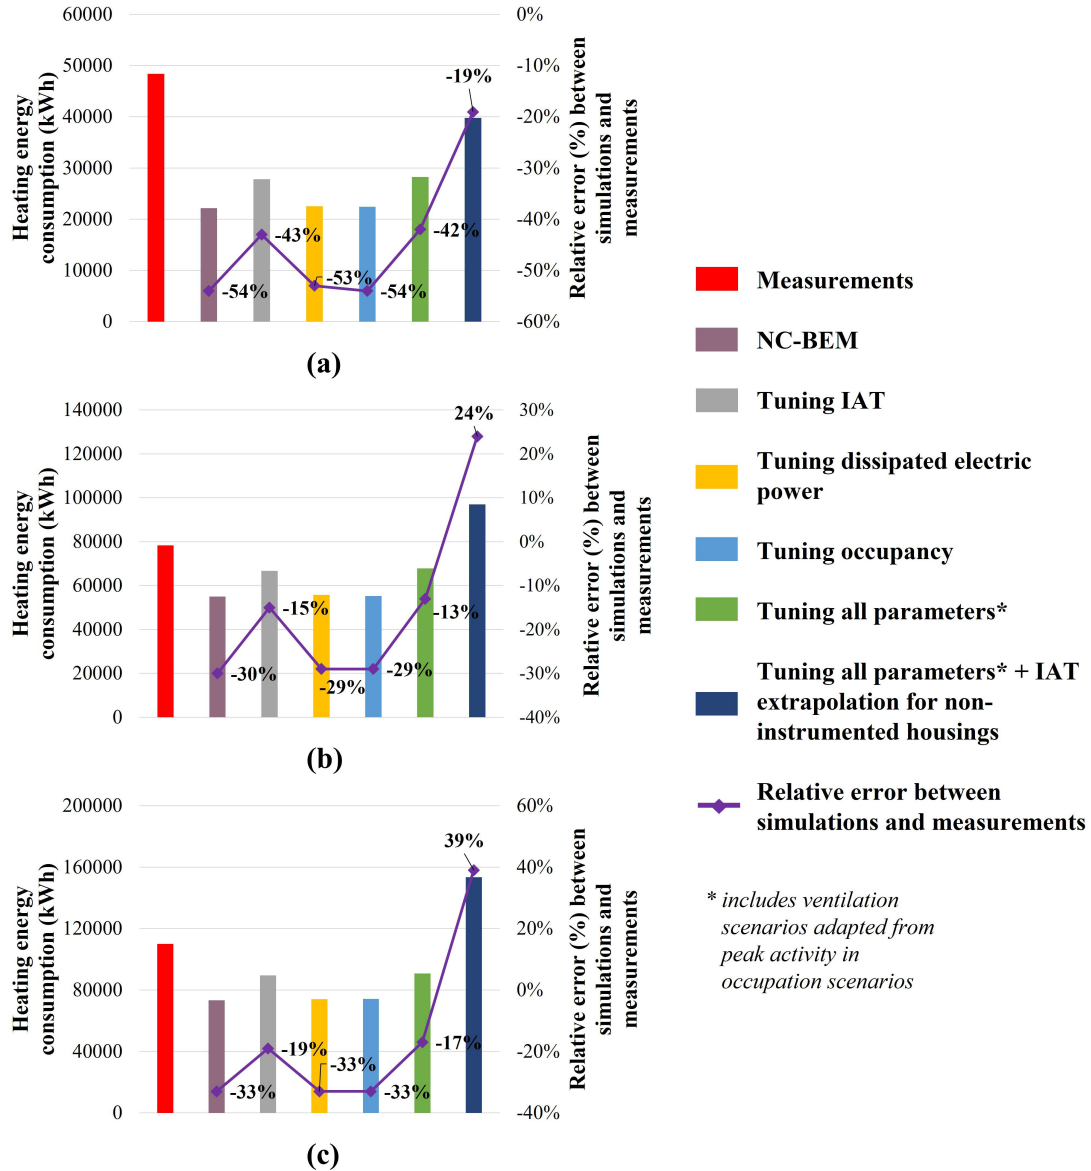 60000
50000
40000
30000
20000
10000
0
Heating energy
consumption (kWh)
0%
-10%
-20%
-30%
-40%
-50%
-60%
Relative error (%) between
simulations and
measurements
-54%
-43%
-53%
-54%
-42%
-19%
(a)
140000
120000
100000
80000
60000
40000
20000
0
Heating energy
consumption (kWh)
30%
20%
10%
0%
-10%
-20%
-30%
-40%
Relative error (%) between
simulations and
measurements
-30%
-15%
-29%
-29%
-13%
24%
(b)
200000
160000
120000
80000
40000
0
Heating energy
consumption (kWh)
60%
40%
20%
0%
-20%
-40%
Relative error (%) between
simulations and
measurements
-33%
-19%
-33%
-33%
-17%
39%
(c)
Measurements
NC-BEM
Tuning IAT
Tuning dissipated electric
power
Tuning occupancy
Tuning all parameters*
Tuning all parameters* + IAT
extrapolation for non-
instrumented housings
Relative error between
simulations and measurements
* includes ventilation
scenarios adapted from
peak activity in
occupation scenarios